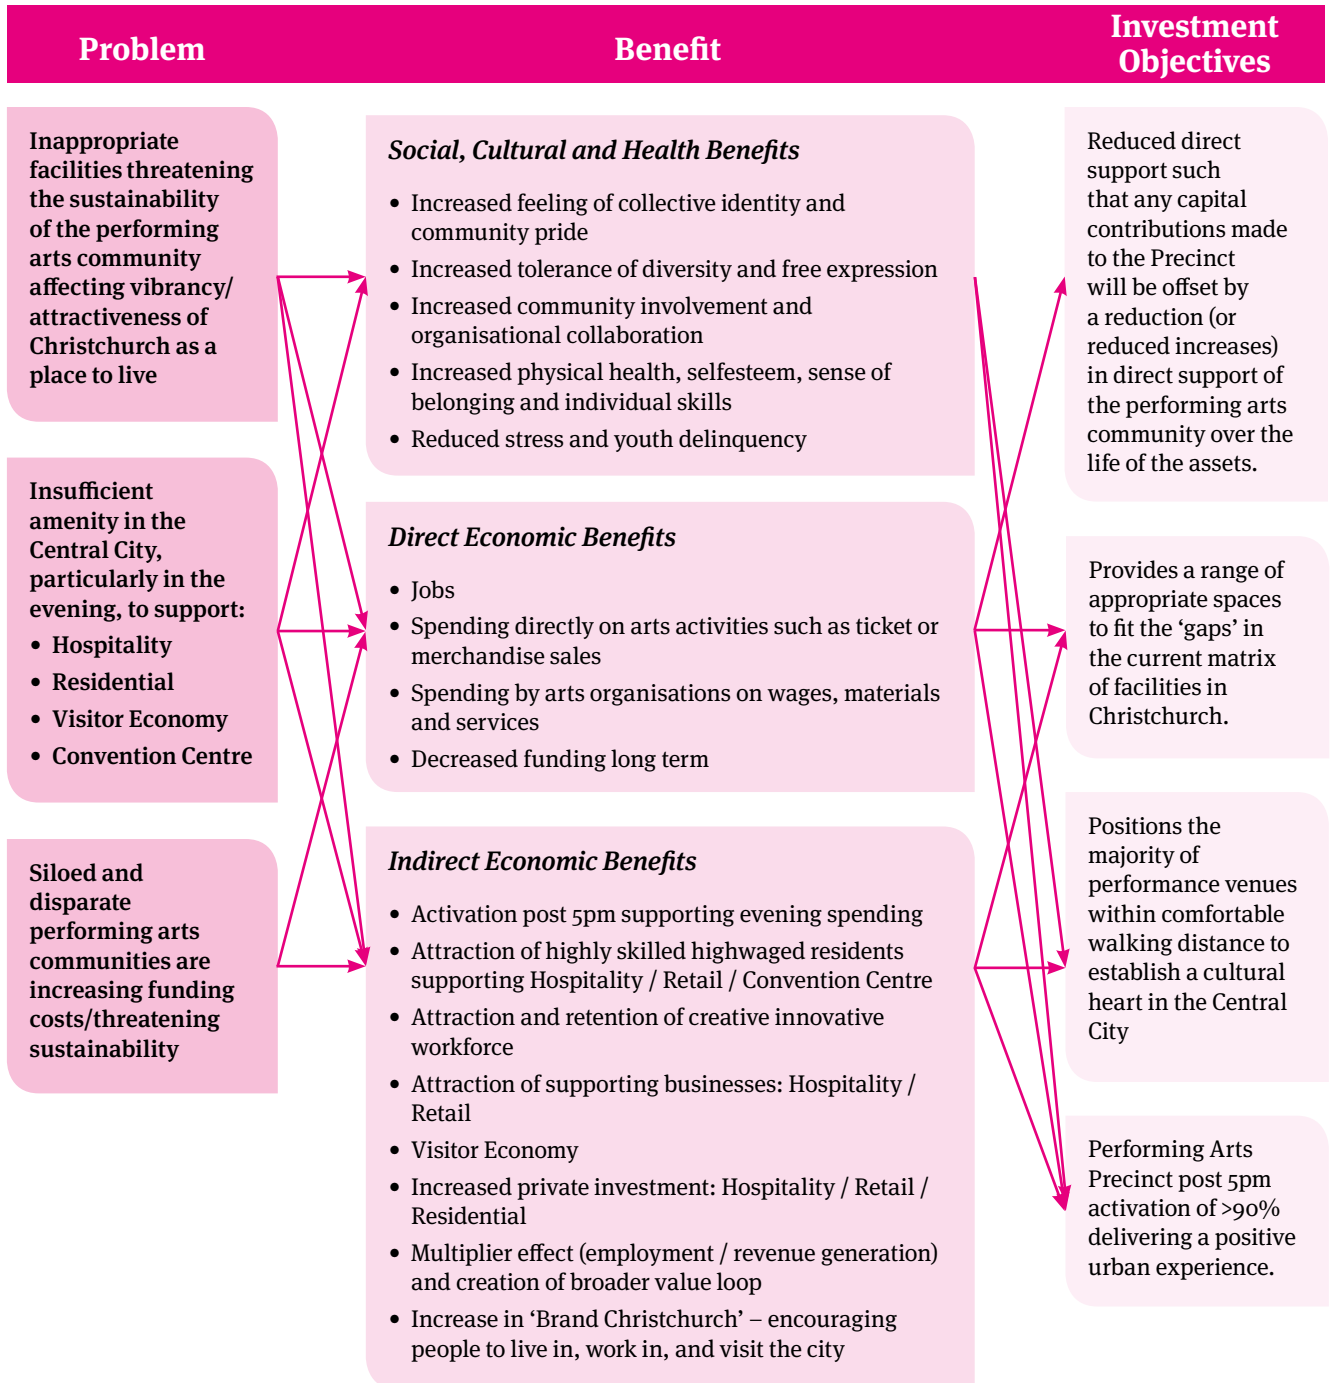 Problem
Benefit
Investment
Objectives
Inappropriate
facilities threatening
the sustainability
of the performing
arts community
affecting vibrancy/
attractiveness of
Christchurch as a
place to live
Insufficient
amenity in the
Central City,
particularly in the
evening, to support:
• Hospitality
• Residential
• Visitor Economy
• Convention Centre
Siloed and
disparate
performing arts
communities are
increasing funding
costs/threatening
sustainability
Social, Cultural and Health Benefits
• Increased feeling of collective identity and
community pride
• Increased tolerance of diversity and free expression
• Increased community involvement and
organisational collaboration
• Increased physical health, selfesteem, sense of
belonging and individual skills
• Reduced stress and youth delinquency
Direct Economic Benefits
• Jobs
• Spending directly on arts activities such as ticket or
merchandise sales
• Spending by arts organisations on wages, materials
and services
• Decreased funding long term
Indirect Economic Benefits
• Activation post 5pm supporting evening spending
• Attraction of highly skilled highwaged residents
supporting Hospitality / Retail / Convention Centre
• Attraction and retention of creative innovative
workforce
• Attraction of supporting businesses: Hospitality /
Retail
• Visitor Economy
• Increased private investment: Hospitality / Retail /
Residential
• Multiplier effect (employment / revenue generation)
and creation of broader value loop
• Increase in ‘Brand Christchurch’ – encouraging
people to live in, work in, and visit the city
Reduced direct
support such
that any capital
contributions made
to the Precinct
will be offset by
a reduction (or
reduced increases)
in direct support of
the performing arts
community over the
life of the assets.
Provides a range of
appropriate spaces
to fit the ‘gaps’ in
the current matrix
of facilities in
Christchurch.
Positions the
majority of
performance venues
within comfortable
walking distance to
establish a cultural
heart in the Central
City
Performing Arts
Precinct post 5pm
activation of >90%
delivering a positive
urban experience.